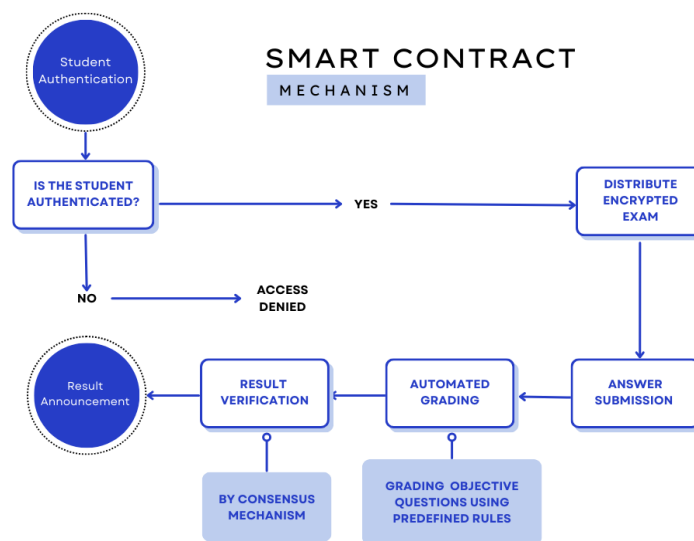 Student
Authentication
SMART CONTRACT
MECHANISM
IS THE STUDENT
AUTHENTICATED?
YES
DISTRIBUTE
ENCRYPTED
EXAM
NO
ACCESS
DENIED
Result
Announcement
RESULT
VERIFICATION
AUTOMATED
GRADING
ANSWER
SUBMISSION
BY CONSENSUS
MECHANISM
GRADING OBJECTIVE
QUESTIONS USING
PREDEFINED RULES